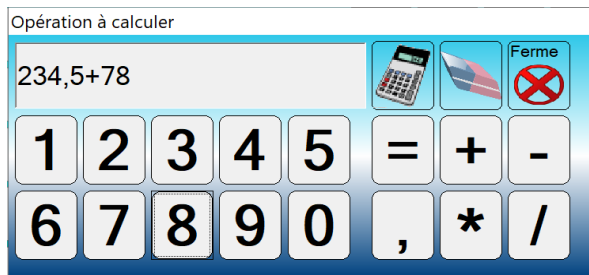 Opération à calculer
234,5+78
Ferme
1 2 3 4 5 = + -
6 7 8 9 0 , * /